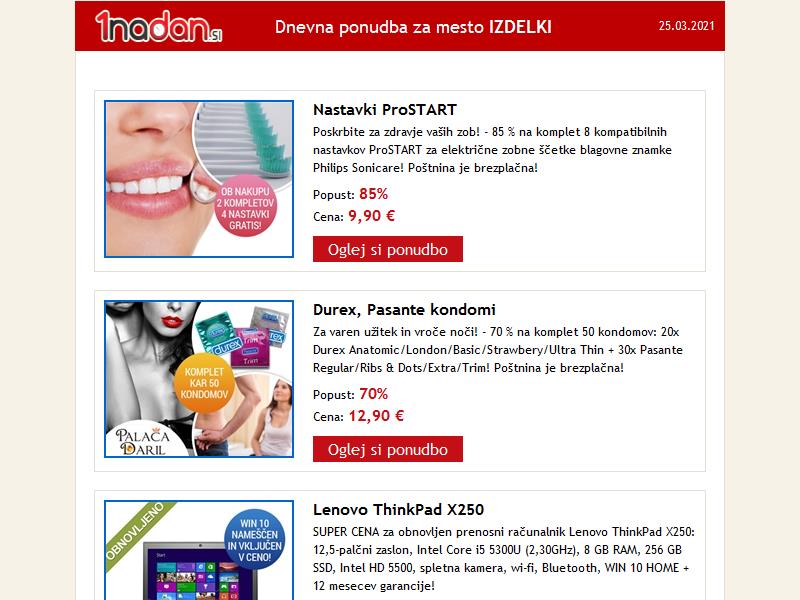 1nadan.si
Dnevna ponudba za mesto IZDELKI
25.03.2021
OB NAKUPU
2 KOMPLETOV
4 NASTAVKI
GRATIS!
Nastavki ProSTART
Poskrbite za zdravje vaših zob! - 85 % na komplet 8 kompatibilnih
nastavkov ProSTART za električne zobne ščetke blagovne znamke
Philips Sonicare! Poštnina je brezplačna!
Popust: 85%
Cena: 9,90 €
Oglej si ponudbo
durex
Trim
Trim
KOMPLET
KAR 50
KONDOMOV
PALAČA
DARIL
Durex, Pasante kondomi
Za varen užitek in vroče noči! - 70 % na komplet 50 kondomov: 20x
Durex Anatomic/London/Basic/Strawbery/Ultra Thin + 30x Pasante
Regular/Ribs & Dots/Extra/Trim! Poštnina je brezplačna!
Popust: 70%
Cena: 12,90 €
Oglej si ponudbo
OBNOVLJENO
WIN 10
NAMEŠČEN
IN VKLJUČEN
V CENO!
Start
Lenovo ThinkPad X250
SUPER CENA za obnovljen prenosni računalnik Lenovo ThinkPad X250:
12,5-palčni zaslon, Intel Core i5 5300U (2,30GHz), 8 GB RAM, 256 GB
SSD, Intel HD 5500, spletna kamera, wi-fi, Bluetooth, WIN 10 HOME +
12 mesecev garancije!